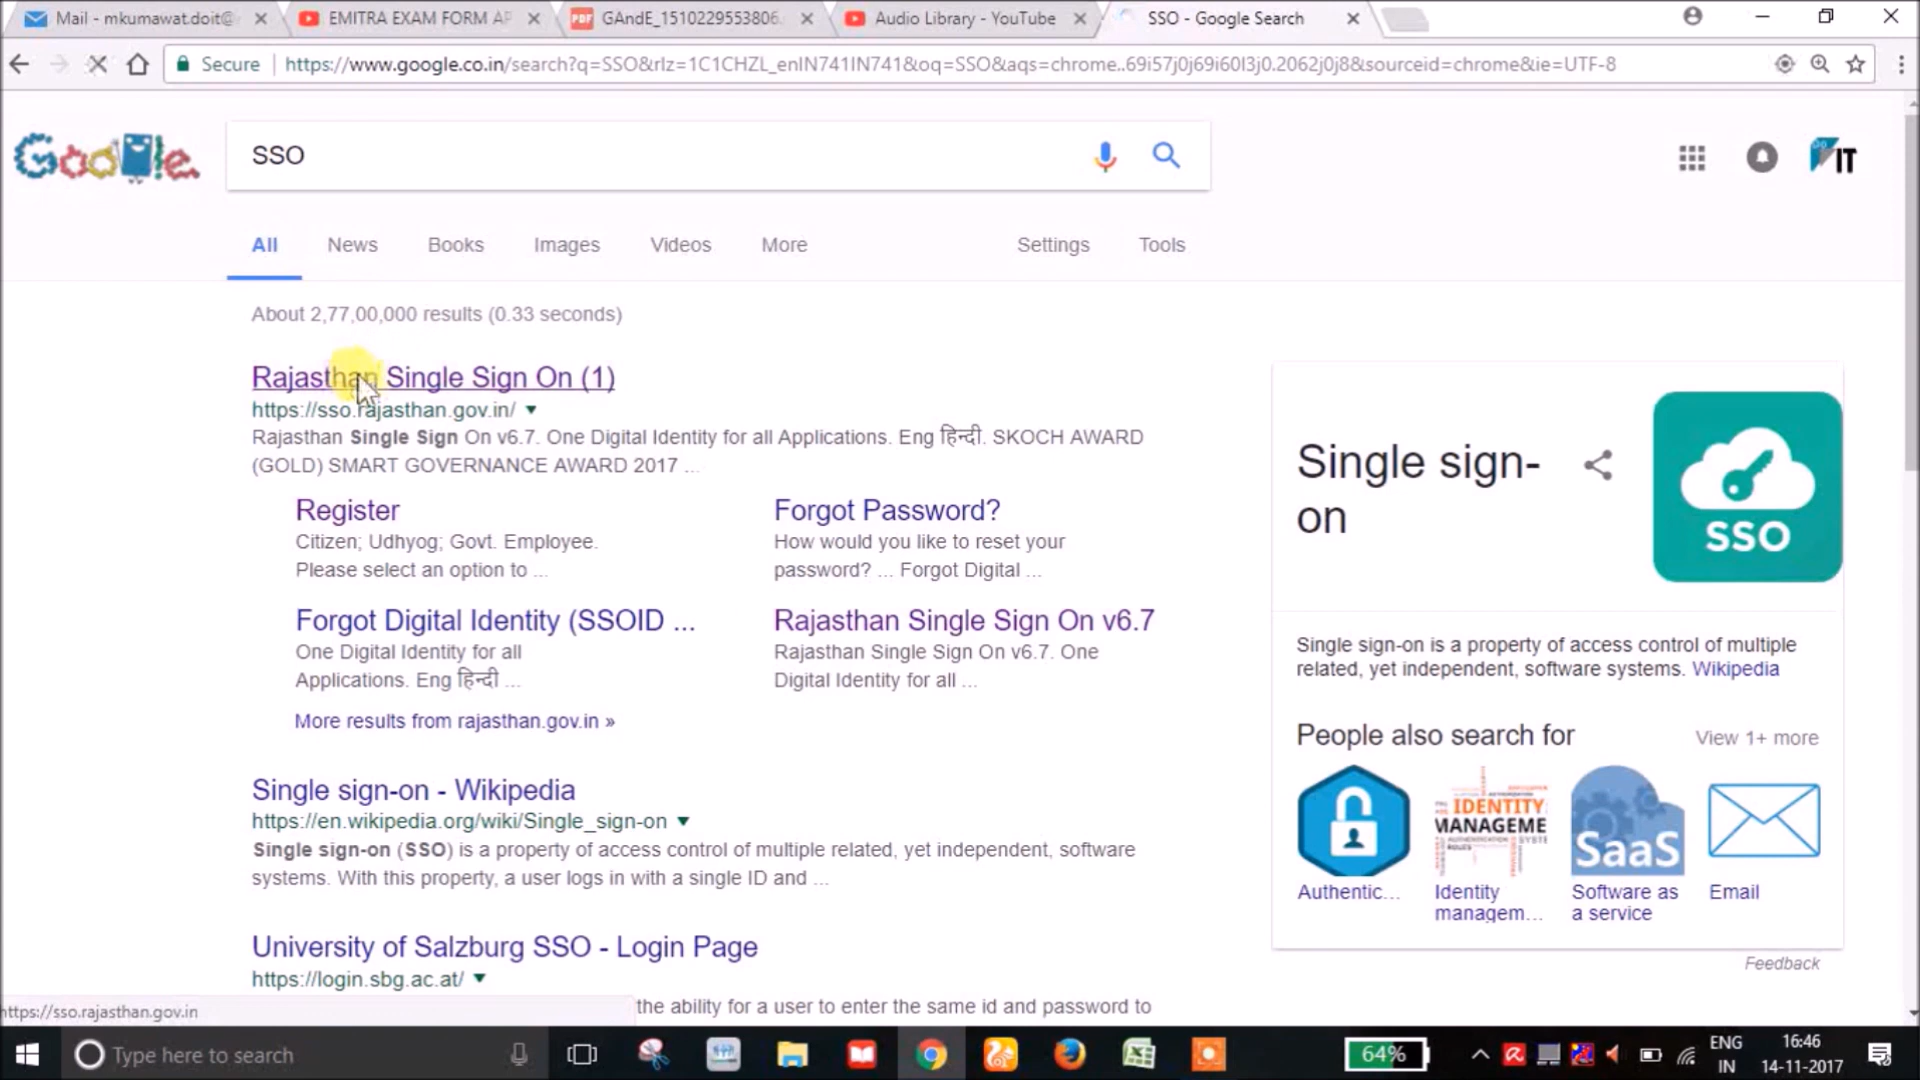 Mail - mkumawat.doit@
EMITRA EXAM FORM AP
GAndE_1510229553806.
Audio Library - YouTube
SSO - Google Search
Secure https://www.google.co.in/search?q=SSO&rlz=1C1CHZL_enIN741IN741&oq=SSO&aqs=chrome..69i57j0j69i60l3j0.2062j0j8&sourceid=chrome&ie=UTF-8
Google
SSO
IT
All News Books Images Videos More Settings Tools
About 2,77,00,000 results (0.33 seconds)
Rajasthan Single Sign On (1)
https://sso.rajasthan.gov.in/
Rajasthan Single Sign On v6.7. One Digital Identity for all Applications. Eng हिन्दी. SKOCH AWARD
(GOLD) SMART GOVERNANCE AWARD 2017 ...
Register
Citizen; Udhyog; Govt. Employee.
Please select an option to ...
Forgot Password?
How would you like to reset your
password? ... Forgot Digital ...
Forgot Digital Identity (SSOID ...
One Digital Identity for all
Applications. Eng हिन्दी ...
Rajasthan Single Sign On v6.7
Rajasthan Single Sign On v6.7. One
Digital Identity for all ...
More results from rajasthan.gov.in »
Single sign-on - Wikipedia
https://en.wikipedia.org/wiki/Single_sign-on
Single sign-on (SSO) is a property of access control of multiple related, yet independent, software
systems. With this property, a user logs in with a single ID and ...
University of Salzburg SSO - Login Page
https://login.sbg.ac.at/
the ability for a user to enter the same id and password to
Single sign-
on
SSO
Single sign-on is a property of access control of multiple
related, yet independent, software systems. Wikipedia
People also search for
View 1+ more
IDENTITY
MANAGEME
SaaS
Authentic...
Identity
managem...
Software as
a service
Email
Feedback
https://sso.rajasthan.gov.in
Type here to search
64%
ENG
IN
16:46
14-11-2017